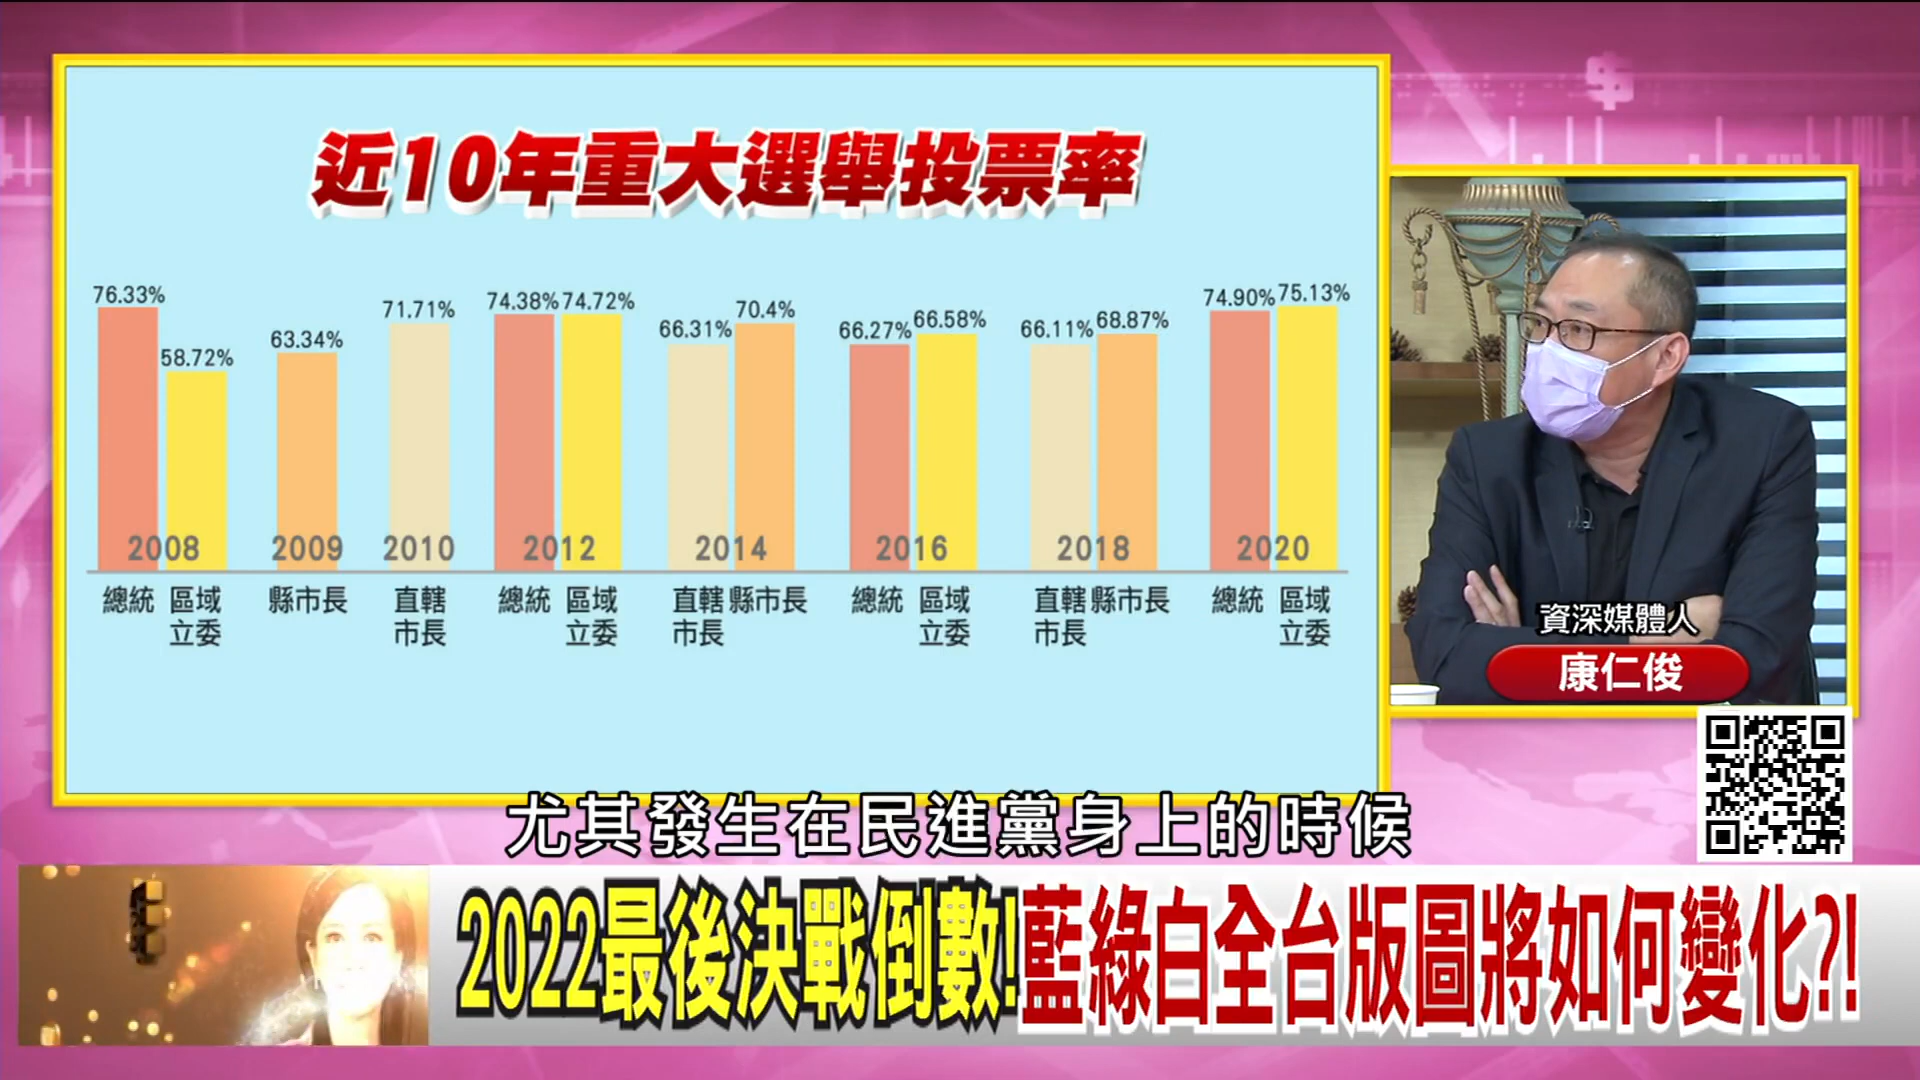 近10年重大選舉投票率
76.33%
58.72%
63.34%
71.71%
74.38%
74.72%
66.31%
70.4%
66.27%
66.58%
66.11%
68.87%
74.90%
75.13%
2008
2009
2010
2012
2014
2016
2018
2020
總統
區域
立委
縣市長
直轄
市長
總統
區域
立委
直轄
市長
縣市長
總統
區域
立委
直轄
市長
縣市長
總統
區域
立委
資深媒體人
康仁俊
尤其發生在民進黨身上的時候
2022最後決戰倒數!藍綠白全台版圖將如何變化?!